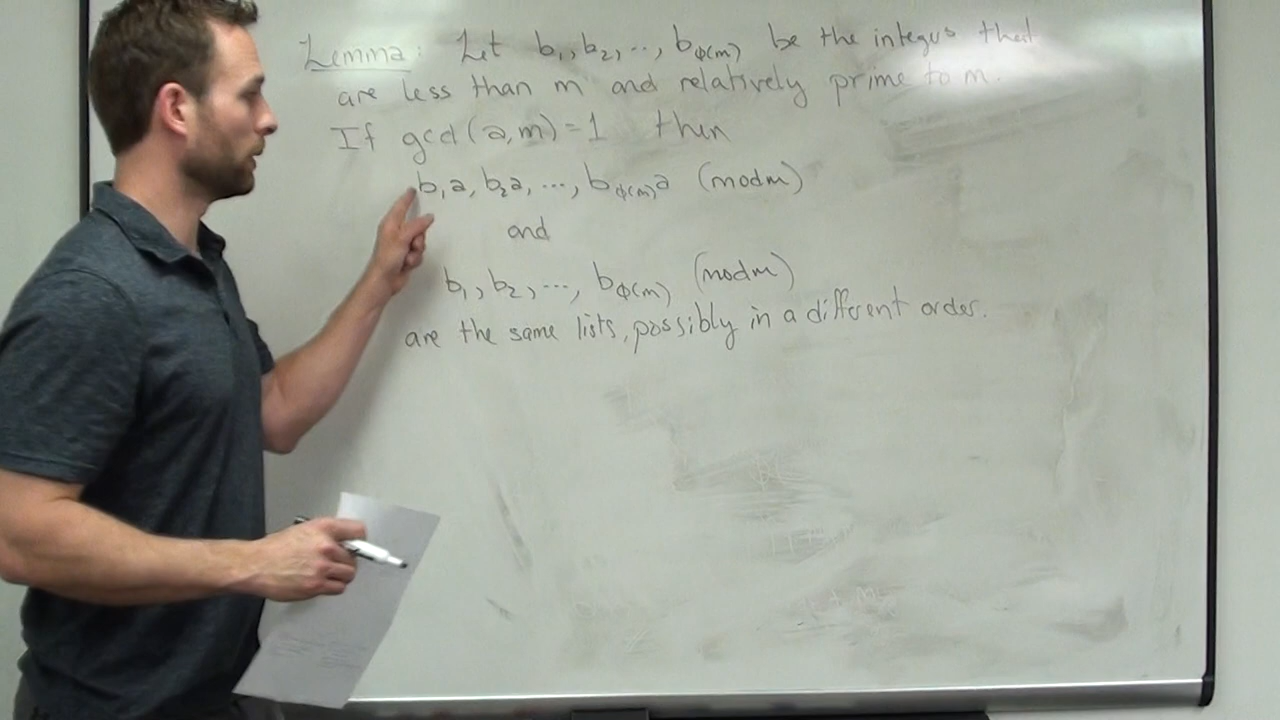 Lemma: Let b₁, b₂, ..., b_φ(m) be the integers that
are less than m and relatively prime to m.
If gcd(a,m)=1 then
b₁a, b₂a, ..., b_φ(m)a (mod m)
and
b₁, b₂, ..., b_φ(m) (mod m)
are the same lists, possibly in a different order.